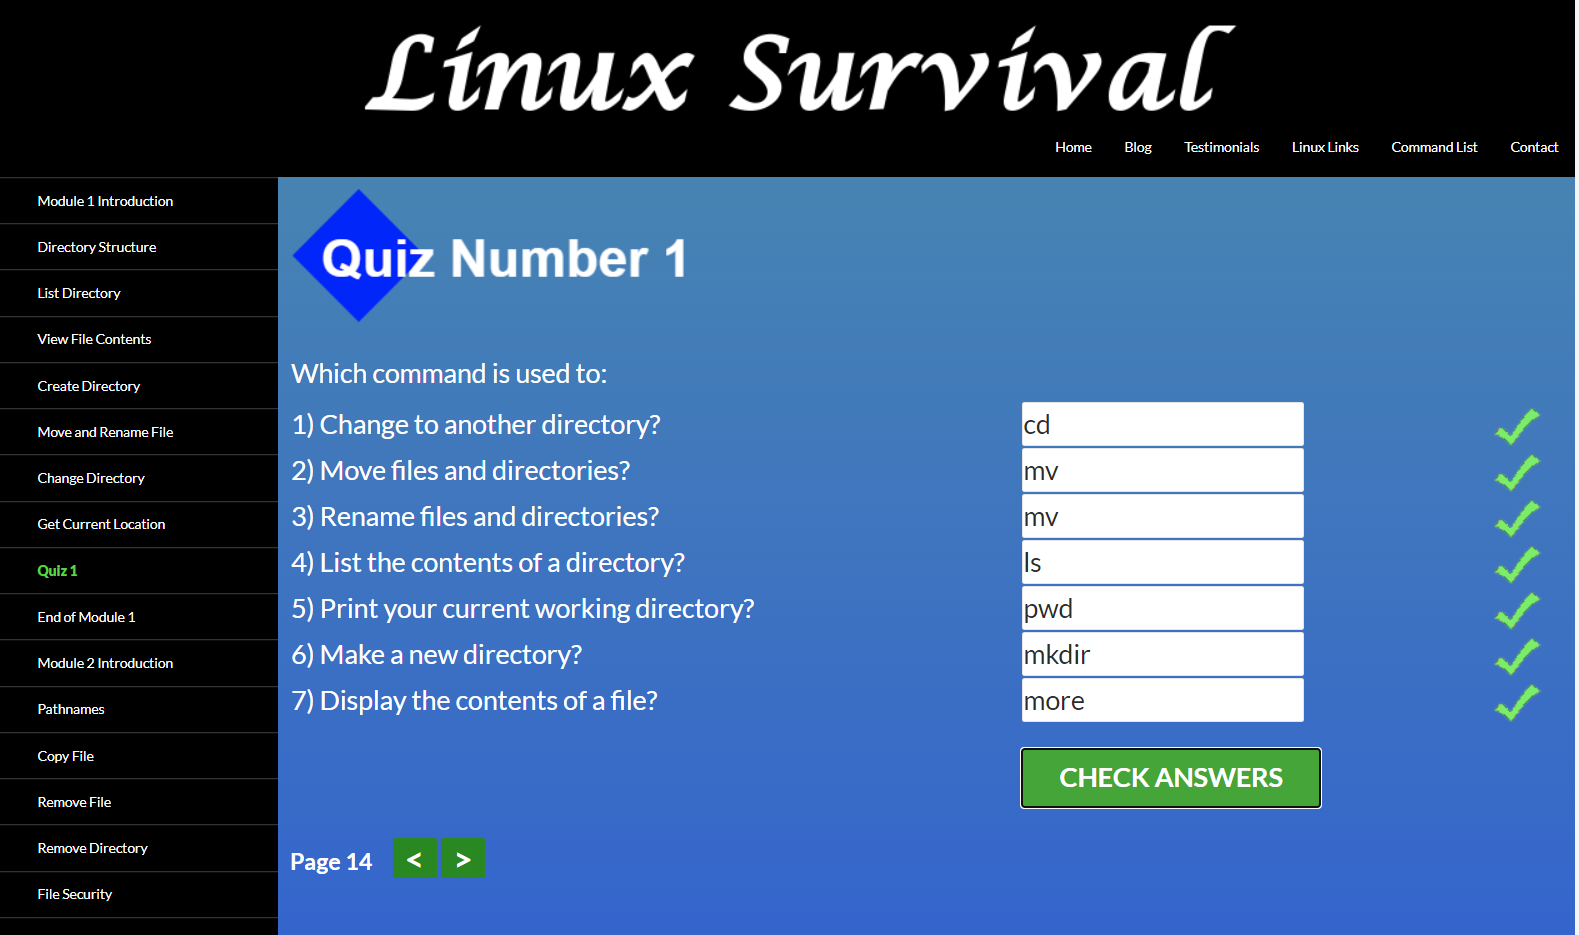 Linux Survival
Home Blog Testimonials Linux Links Command List Contact
Module 1 Introduction
Directory Structure
List Directory
View File Contents
Create Directory
Move and Rename File
Change Directory
Get Current Location
Quiz 1
End of Module 1
Module 2 Introduction
Pathnames
Copy File
Remove File
Remove Directory
File Security
Quiz Number 1
Which command is used to:
1) Change to another directory? cd
2) Move files and directories? mv
3) Rename files and directories? mv
4) List the contents of a directory? ls
5) Print your current working directory? pwd
6) Make a new directory? mkdir
7) Display the contents of a file? more
CHECK ANSWERS
Page 14 < >